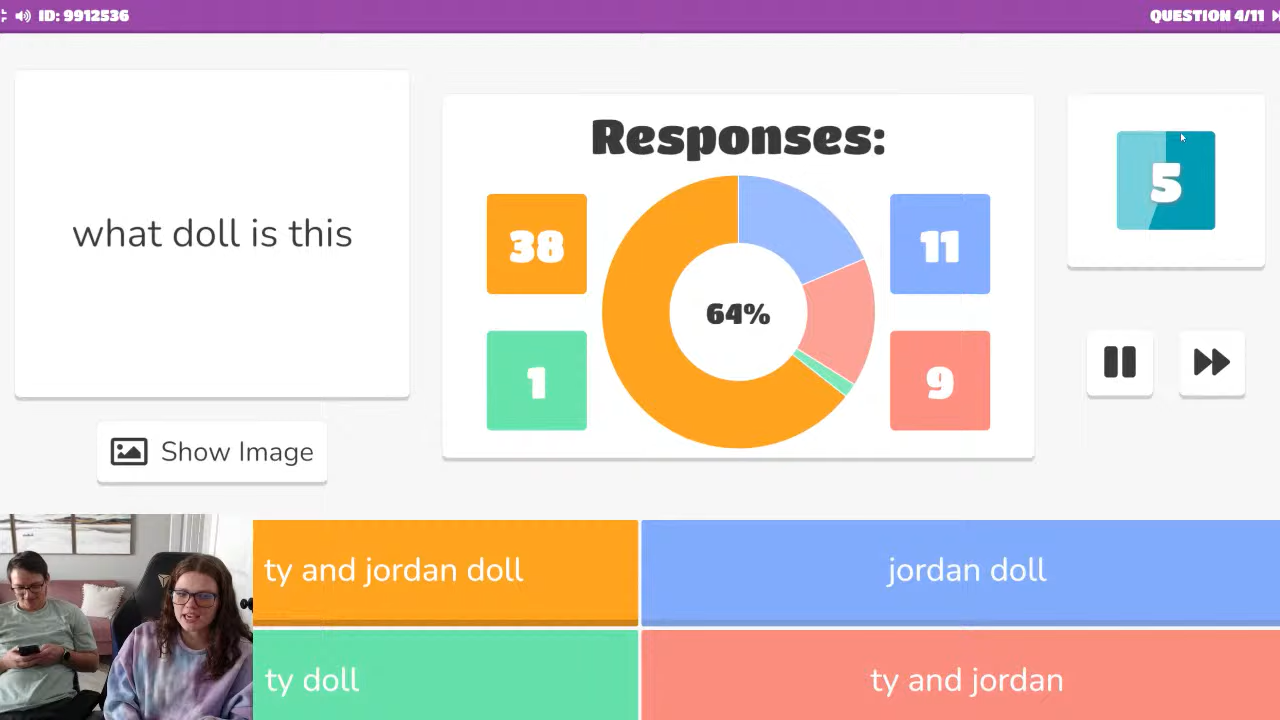 ID: 9912536
QUESTION 4/11
what doll is this
Show Image
Responses:
38
11
64%
1
9
5
ty and jordan doll
jordan doll
ty doll
ty and jordan